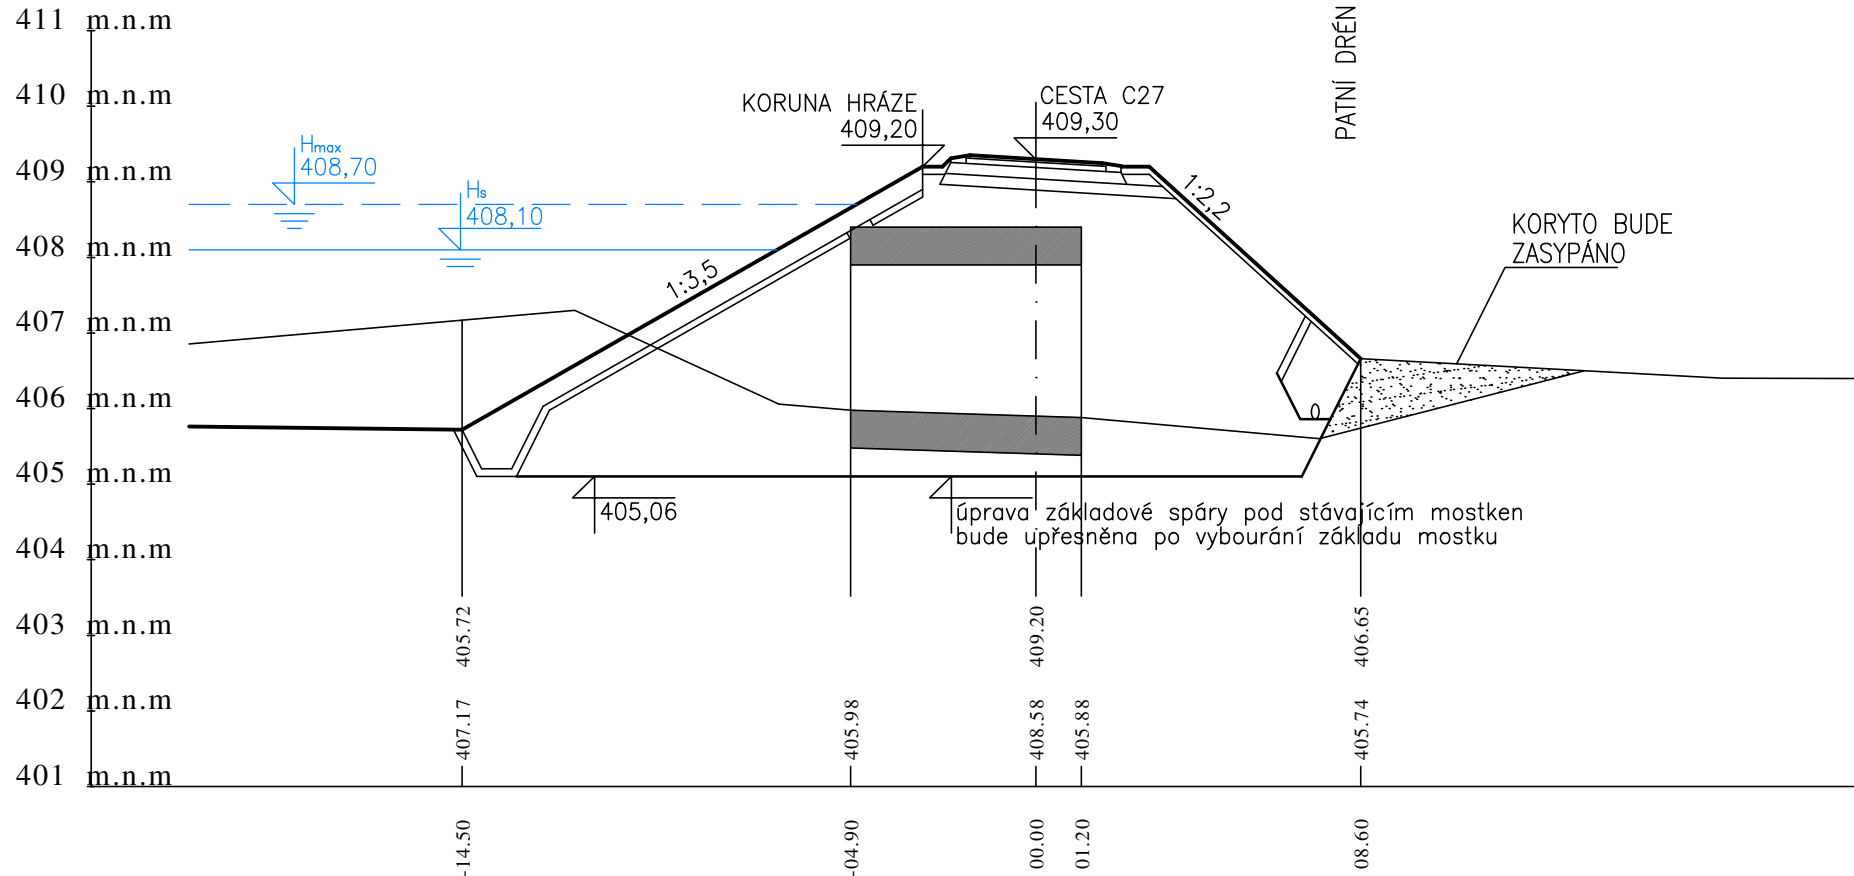 411 m.n.m
410 m.n.m
409 m.n.m
408 m.n.m
407 m.n.m
406 m.n.m
405 m.n.m
404 m.n.m
403 m.n.m
402 m.n.m
401 m.n.m
Hmax
408,70
Hs
408,10
KORUNA HRÁZE
409,20
CESTA C27
409,30
PATNÍ DRÉN
1:3,5
1:2,2
KORYTO BUDE
ZASYPÁNO
405,06
úprava základové spáry pod stávajícím mostken
bude upřesněna po vybourání základu mostku
405.72
409.20
406.65
407.17
405.98
408.58
405.88
405.74
-14.50
-04.90
00.00
01.20
08.60